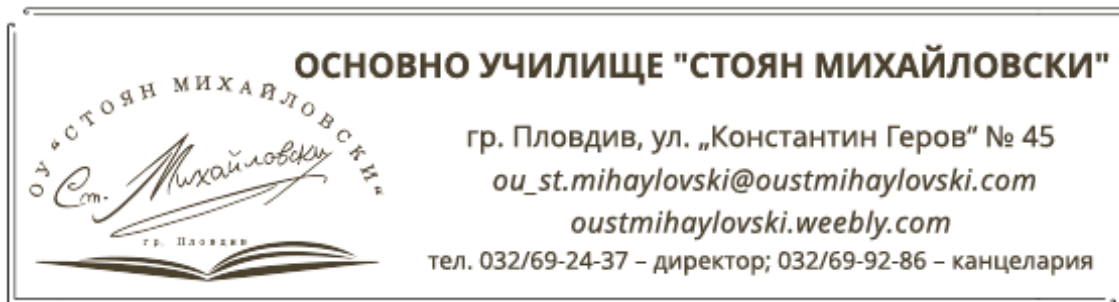 ОУ "СТОЯН МИХАЙЛОВСКИ"
Ст. Михайловски
гр. Пловдив
ОСНОВНО УЧИЛИЩЕ "СТОЯН МИХАЙЛОВСКИ"
гр. Пловдив, ул. „Константин Геров“ № 45
ou_st.mihaylovski@oustmihaylovski.com
oustmihaylovski.weebly.com
тел. 032/69-24-37 – директор; 032/69-92-86 – канцелария